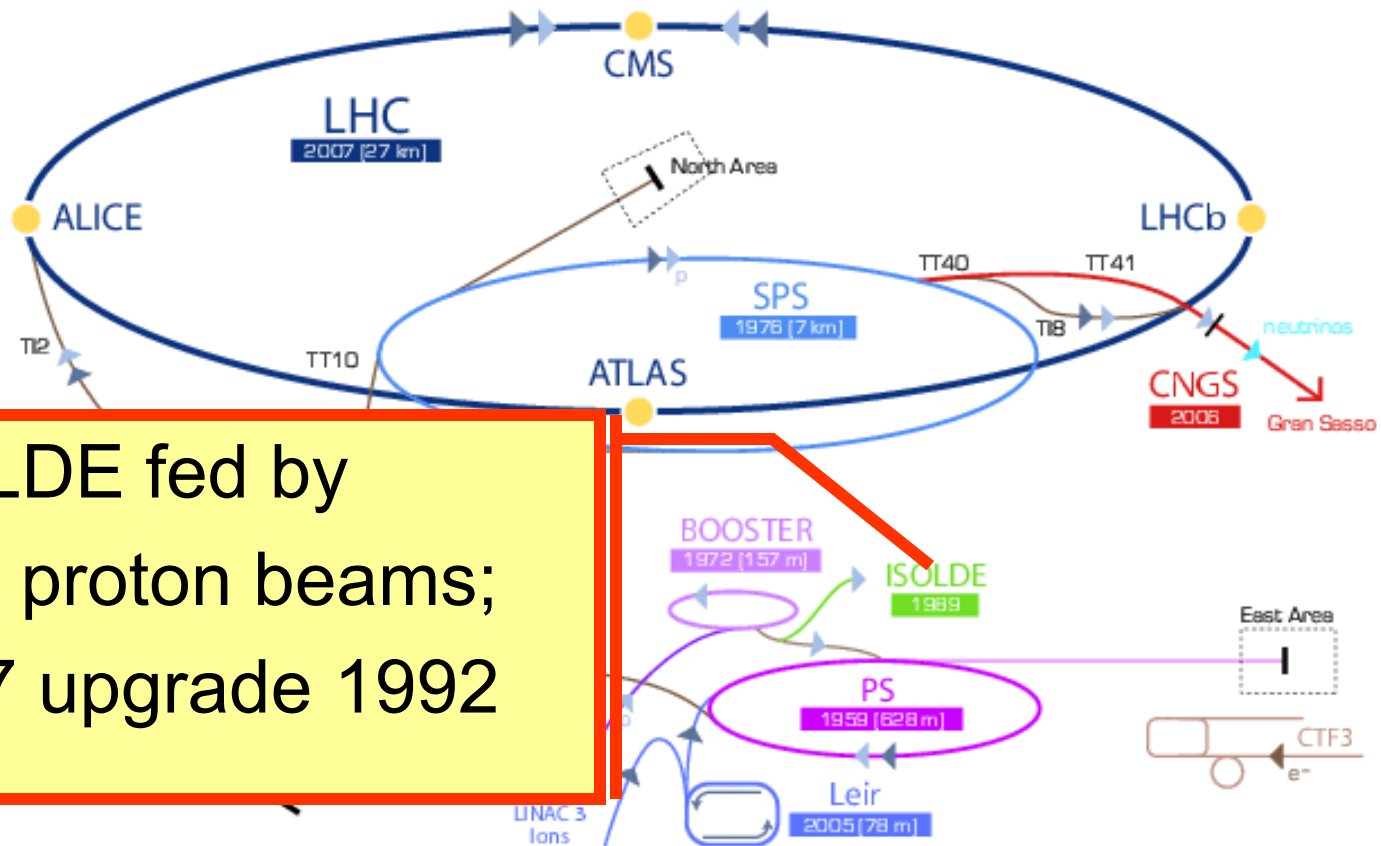 CMS
LHC
2007 [27 km]
North Area
ALICE
LHCb
TT40
TT41
p
SPS
1976 [7 km]
TI8
neutrinos
TI2
TT10
ATLAS
CNGS
2006
Gran Sasso
LDE fed by
proton beams;
7 upgrade 1992
BOOSTER
1972 [157 m]
ISOLDE
1989
East Area
PS
1959 [628 m]
CTF3
e-
Leir
2005 [78 m]
LINAC 3
Ions